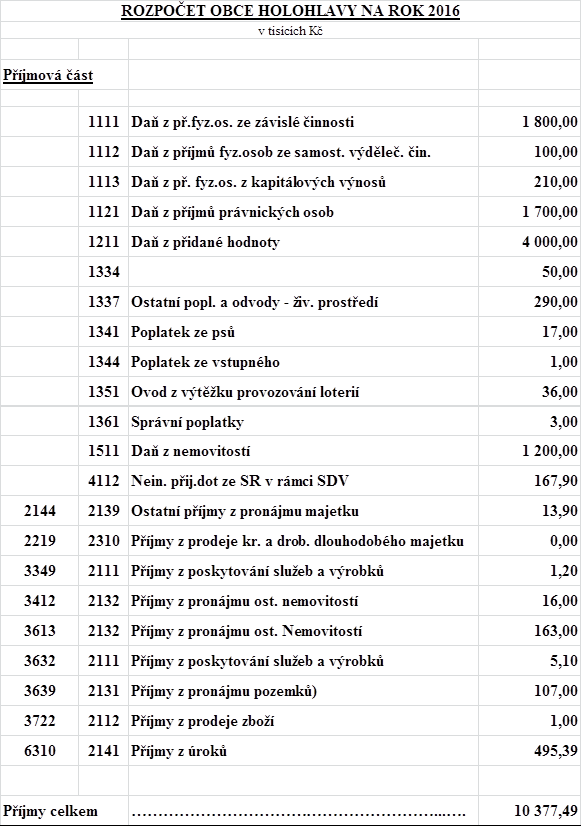 ROZPOČET OBCE HOLOHLAVY NA ROK 2016
v tisících Kč
Příjmová část
1111 Daň z př.fyz.os. ze závislé činnosti 1 800,00
1112 Daň z příjmů fyz.osob ze samost. výděleč. čin. 100,00
1113 Daň z př. fyz.os. z kapitálových výnosů 210,00
1121 Daň z příjmů právnických osob 1 700,00
1211 Daň z přidané hodnoty 4 000,00
1334 50,00
1337 Ostatní popl. a odvody - živ. prostředí 290,00
1341 Poplatek ze psů 17,00
1344 Poplatek ze vstupného 1,00
1351 Ovod z výtěžku provozování loterií 36,00
1361 Správní poplatky 3,00
1511 Daň z nemovitostí 1 200,00
4112 Nein. přij.dot ze SR v rámci SDV 167,90
2144 2139 Ostatní příjmy z pronájmu majetku 13,90
2219 2310 Příjmy z prodeje kr. a drob. dlouhodobého majetku 0,00
3349 2111 Příjmy z poskytování služeb a výrobků 1,20
3412 2132 Příjmy z pronájmu ost. nemovitostí 16,00
3613 2132 Příjmy z pronájmu ost. Nemovitostí 163,00
3632 2111 Příjmy z poskytování služeb a výrobků 5,10
3639 2131 Příjmy z pronájmu pozemků) 107,00
3722 2112 Příjmy z prodeje zboží 1,00
6310 2141 Příjmy z úroků 495,39
Příjmy celkem …………………………….……………………...…. 10 377,49